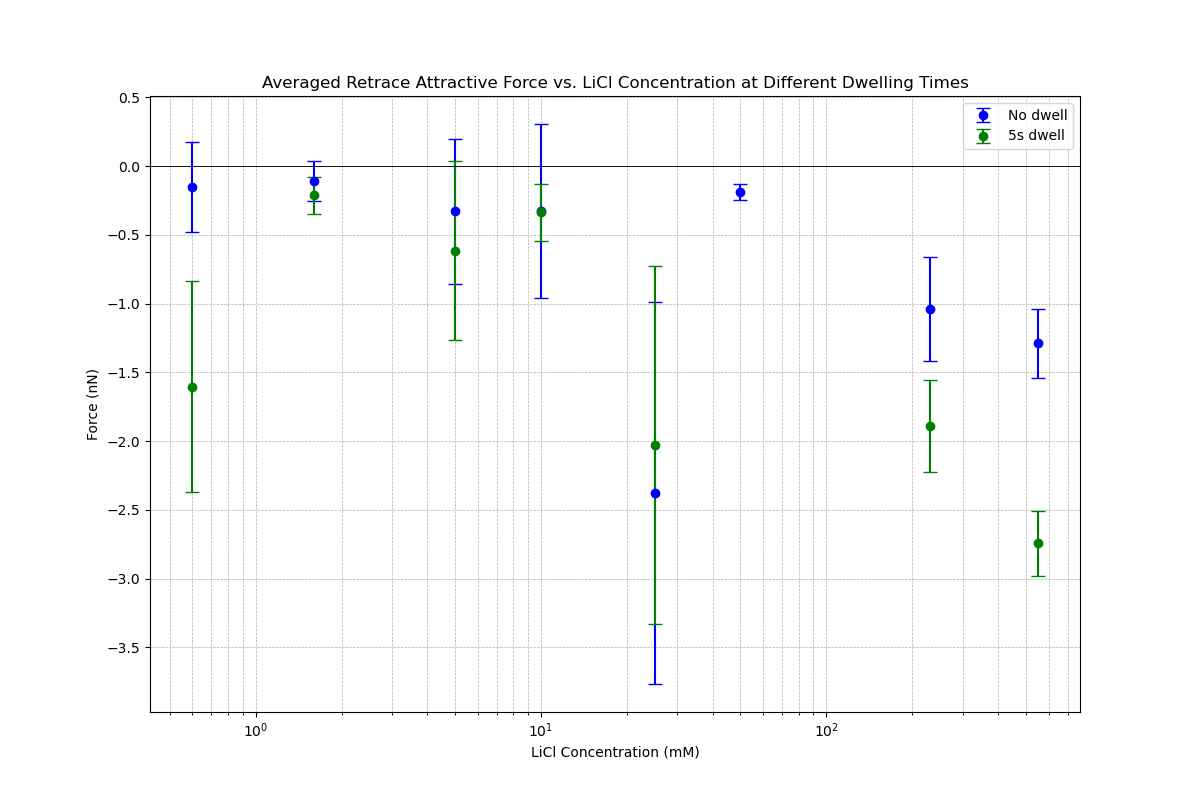 Averaged Retrace Attractive Force vs. LiCl Concentration at Different Dwelling Times
No dwell
5s dwell
0.5
0.0
−0.5
−1.0
−1.5
−2.0
−2.5
−3.0
−3.5
Force (nN)
10⁰ 10¹ 10²
LiCl Concentration (mM)